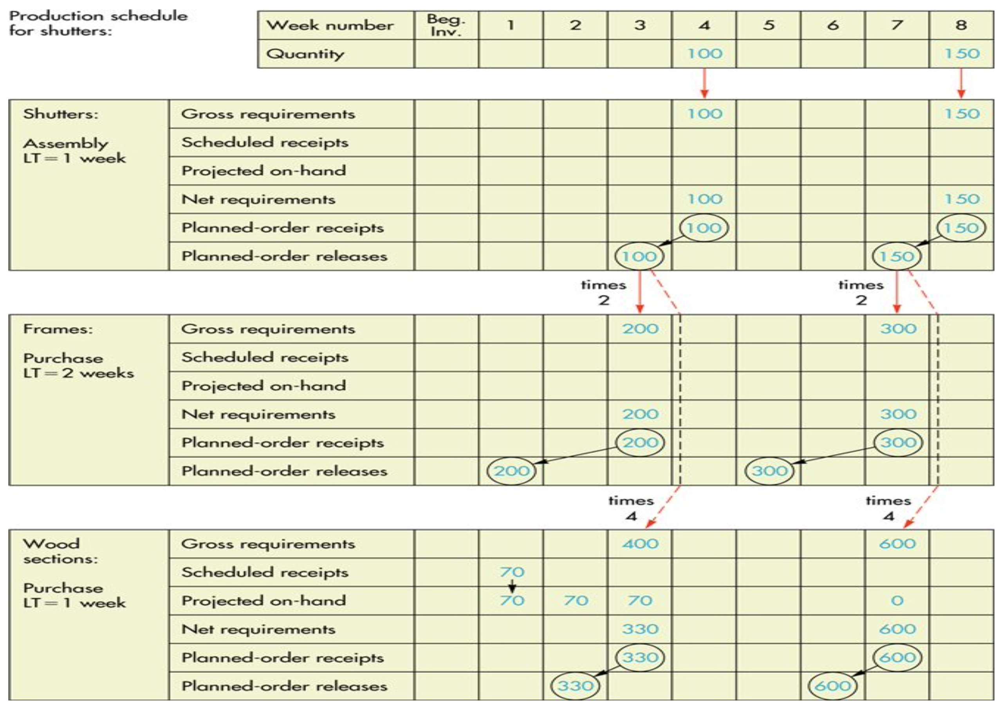 Production schedule
for shutters:
Week number Beg. Inv. 1 2 3 4 5 6 7 8
Quantity 100 150
Shutters:
Assembly
LT = 1 week
Gross requirements 100 150
Scheduled receipts
Projected on-hand
Net requirements 100 150
Planned-order receipts 100 150
Planned-order releases 100 150
times 2 times 2
Frames:
Purchase
LT = 2 weeks
Gross requirements 200 300
Scheduled receipts
Projected on-hand
Net requirements 200 300
Planned-order receipts 200 300
Planned-order releases 200 300
times 4 times 4
Wood
sections:
Purchase
LT = 1 week
Gross requirements 400 600
Scheduled receipts 70
Projected on-hand 70 70 70 0
Net requirements 330 600
Planned-order receipts 330 600
Planned-order releases 330 600